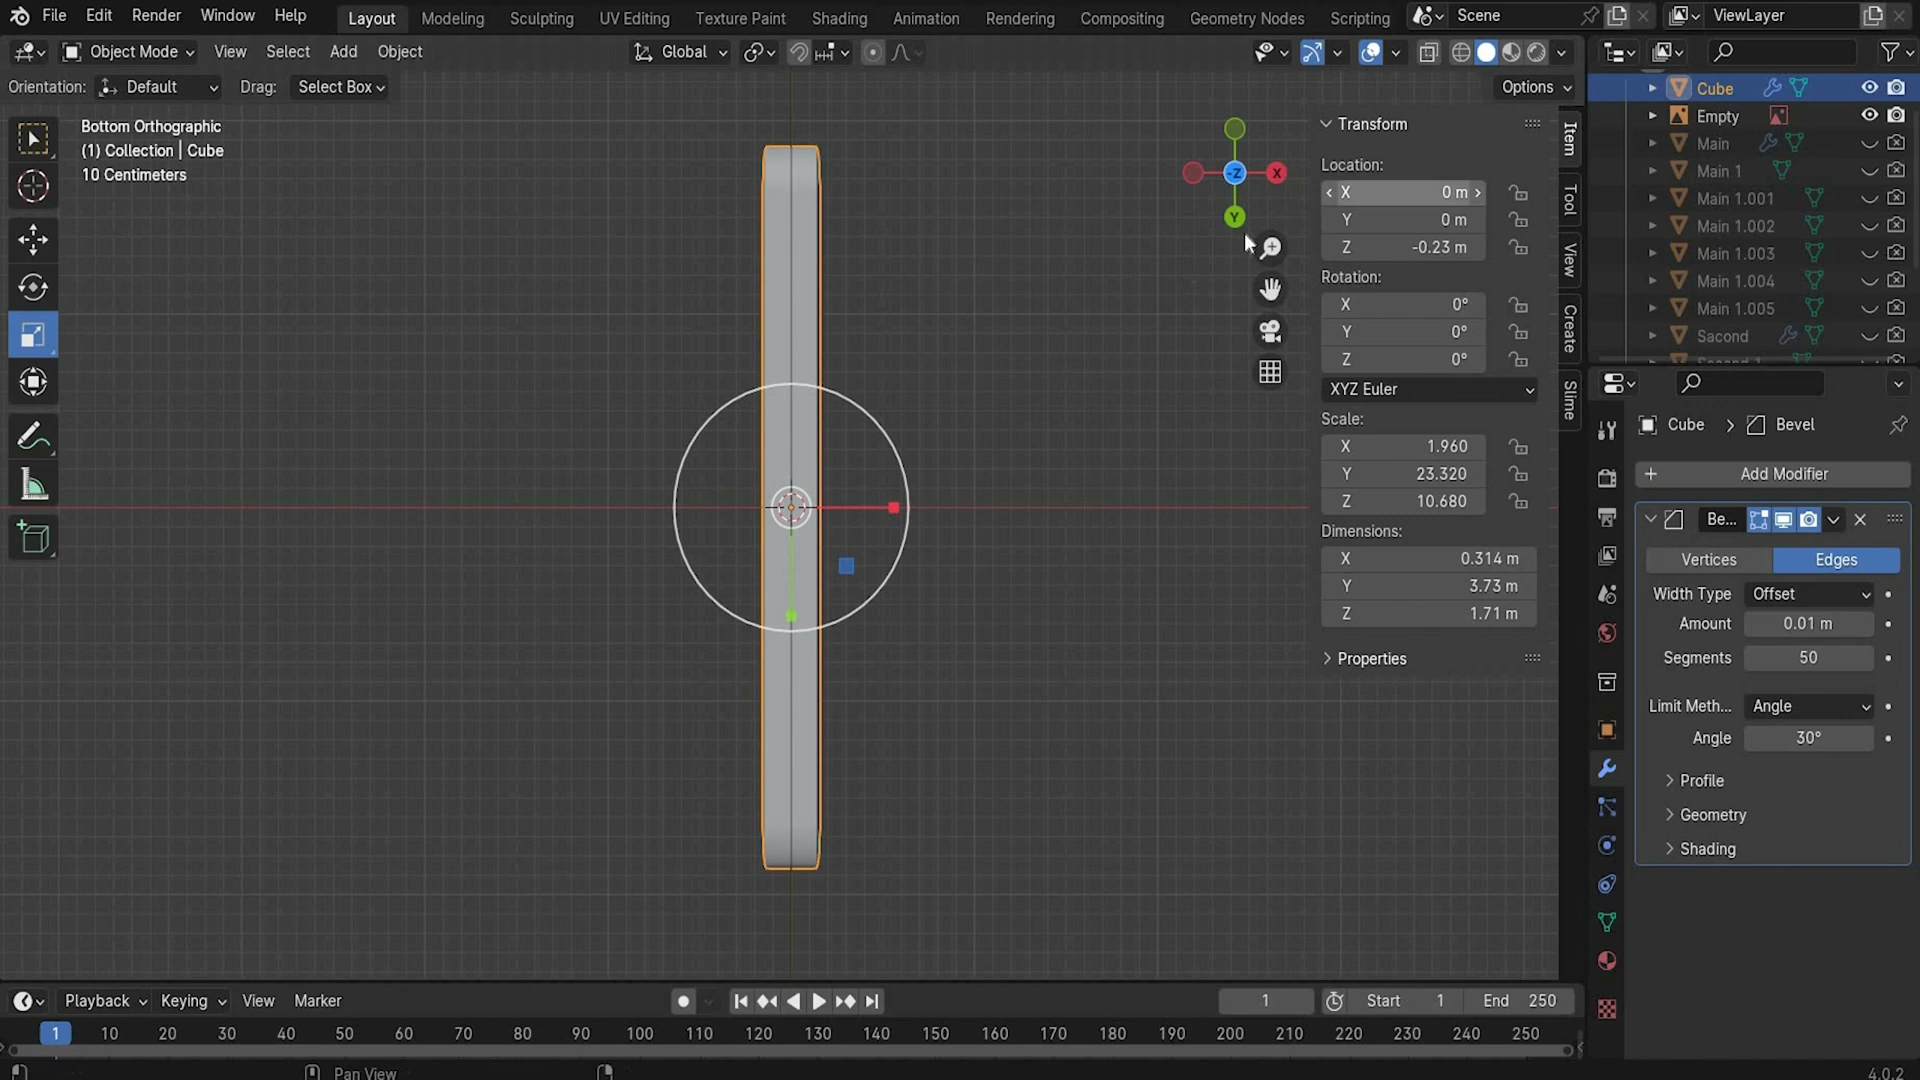 File Edit Render Window Help Layout Modeling Sculpting UV Editing Texture Paint Shading Animation Rendering Compositing Geometry Nodes Scripting Scene ViewLayer
Object Mode View Select Add Object Global
Orientation: Default Drag: Select Box Options
Bottom Orthographic
(1) Collection | Cube
10 Centimeters
-Z X
Y
Transform
Location:
X 0 m
Y 0 m
Z -0.23 m
Rotation:
X 0°
Y 0°
Z 0°
XYZ Euler
Scale:
X 1.960
Y 23.320
Z 10.680
Dimensions:
X 0.314 m
Y 3.73 m
Z 1.71 m
Properties
Item
Tool
View
Create
Slime
Cube
Empty
Main
Main 1
Main 1.001
Main 1.002
Main 1.003
Main 1.004
Main 1.005
Sacond
Cube > Bevel
+ Add Modifier
Be...
Vertices Edges
Width Type Offset
Amount 0.01 m
Segments 50
Limit Meth... Angle
Angle 30°
Profile
Geometry
Shading
Playback Keying View Marker 1 Start 1 End 250
1 10 20 30 40 50 60 70 80 90 100 110 120 130 140 150 160 170 180 190 200 210 220 230 240 250
Pan View 4.0.2